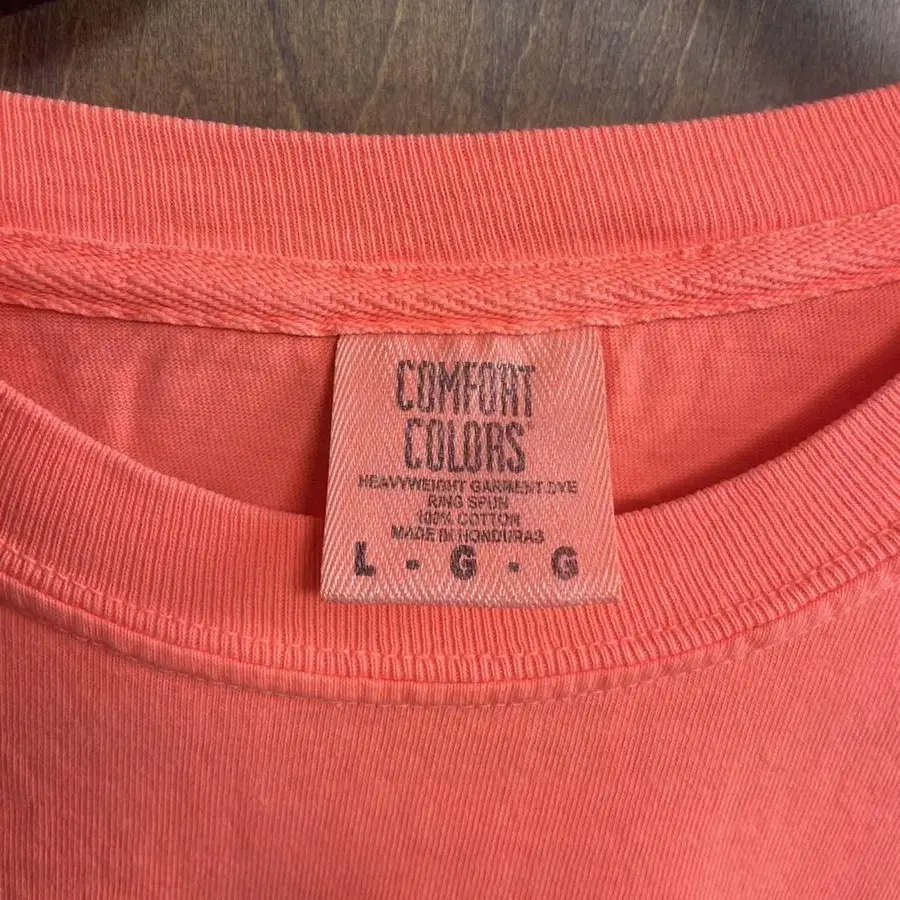 COMFORT
COLORS
HEAVYWEIGHT GARMENT DYE
RING SPUN
100% COTTON
MADE IN HONDURAS
L - G - G